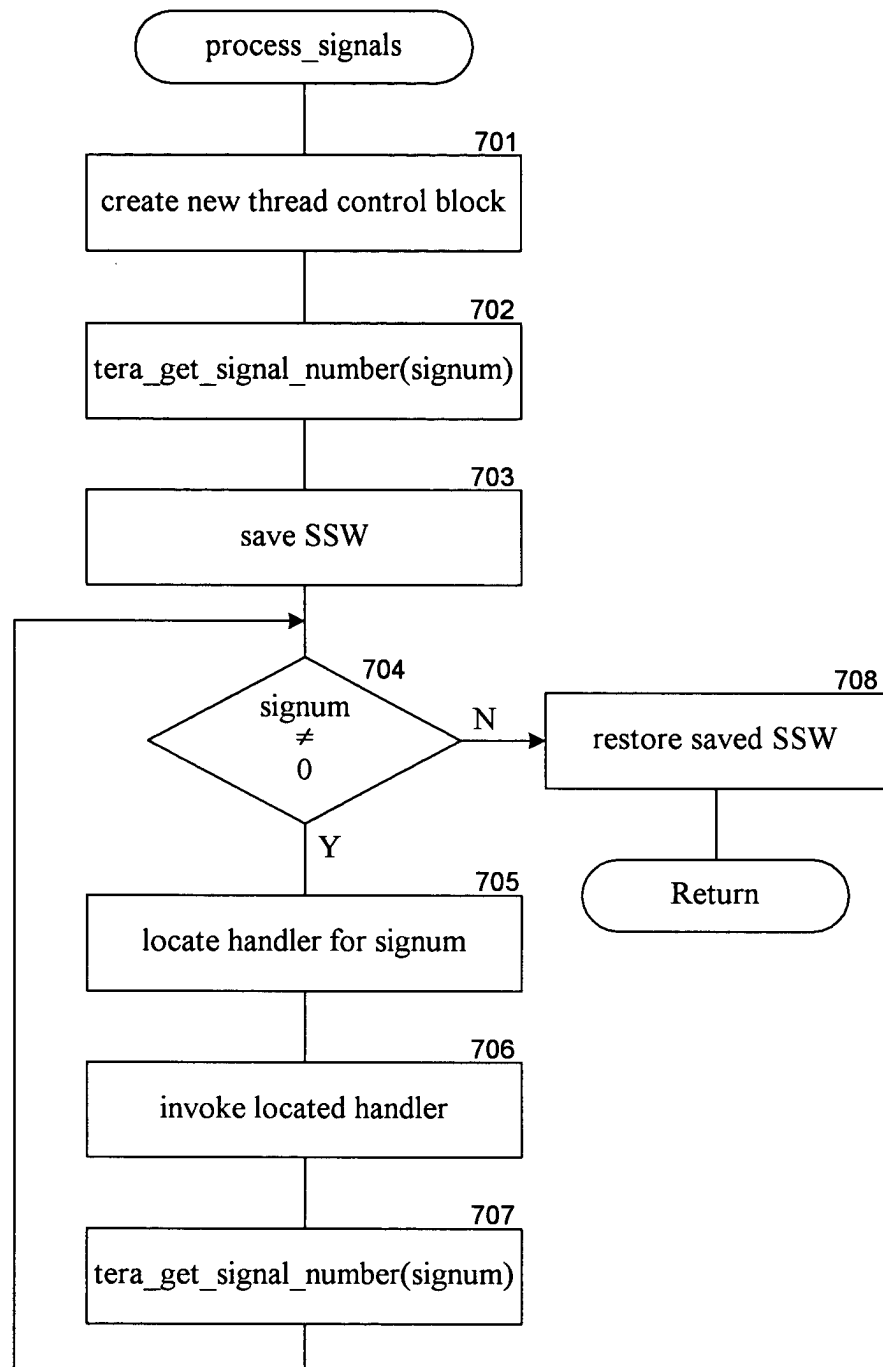 process_signals
701
create new thread control block
702
tera_get_signal_number(signum)
703
save SSW
704
signum
≠
0
N
708
restore saved SSW
Y
Return
705
locate handler for signum
706
invoke located handler
707
tera_get_signal_number(signum)